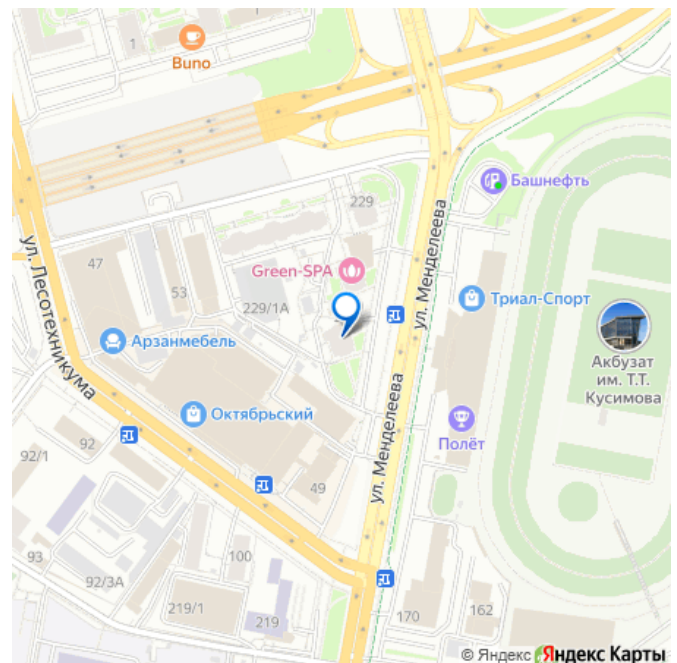 1
1
Buno
Башнефть
229
ул. Менделеева
ул. Лесотехникума
47
Green-SPA
53
229/1А
Триал-Спорт
Арзанмебель
Акбузат
им. Т.Т.
Кусимова
Октябрьский
Полёт
ул. Менделеева
92
92/1
49
93
100
92/3А
219/1
219
170
162
© Яндекс Яндекс Карты